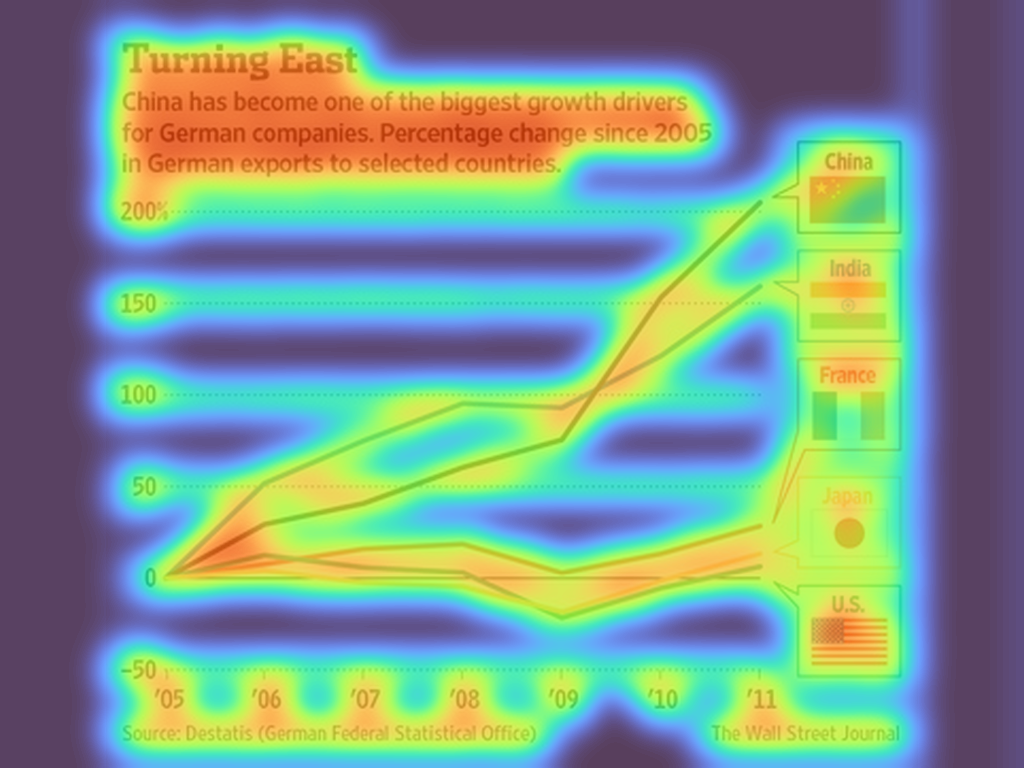 Turning East
China has become one of the biggest growth drivers
for German companies. Percentage change since 2005
in German exports to selected countries.
China
200%
India
150
France
100
50
Japan
0
U.S.
–50
'05 '06 '07 '08 '09 '10 '11
Source: Destatis (German Federal Statistical Office) The Wall Street Journal